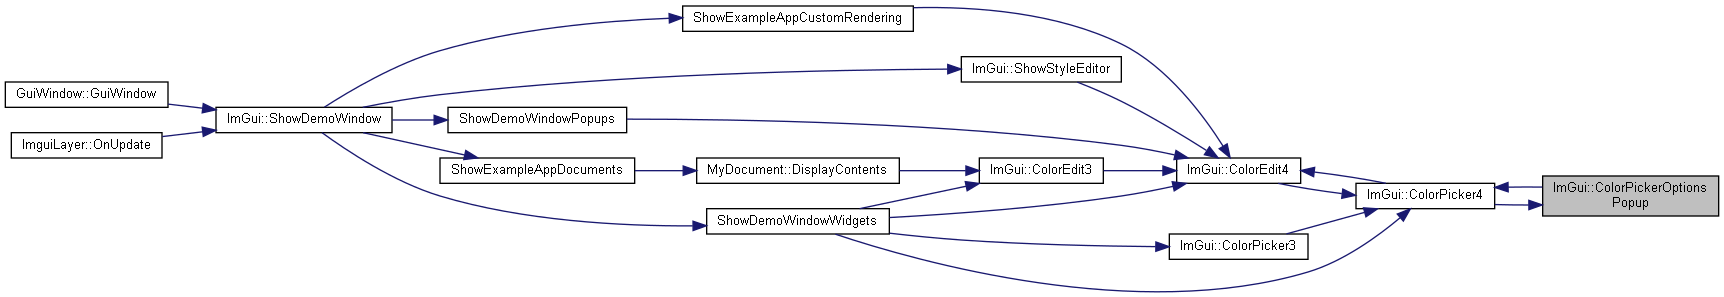 ShowExampleAppCustomRendering
ImGui::ShowStyleEditor
GuiWindow::GuiWindow
ImGui::ShowDemoWindow
ShowDemoWindowPopups
ImguiLayer::OnUpdate
ShowExampleAppDocuments
MyDocument::DisplayContents
ImGui::ColorEdit3
ImGui::ColorEdit4
ImGui::ColorPicker4
ImGui::ColorPickerOptions
Popup
ShowDemoWindowWidgets
ImGui::ColorPicker3